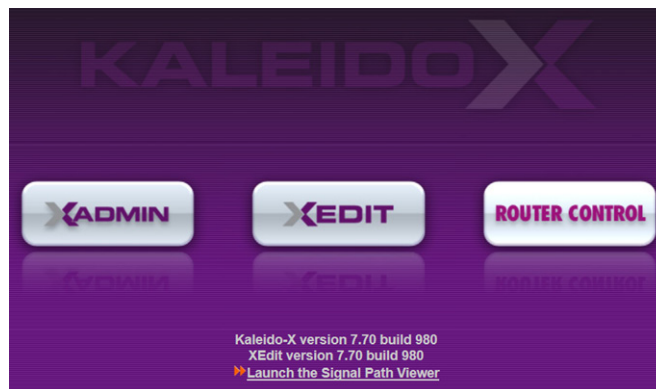 KALEIDOX
XADMIN
XEDIT
ROUTER CONTROL
Kaleido-X version 7.70 build 980
XEdit version 7.70 build 980
Launch the Signal Path Viewer